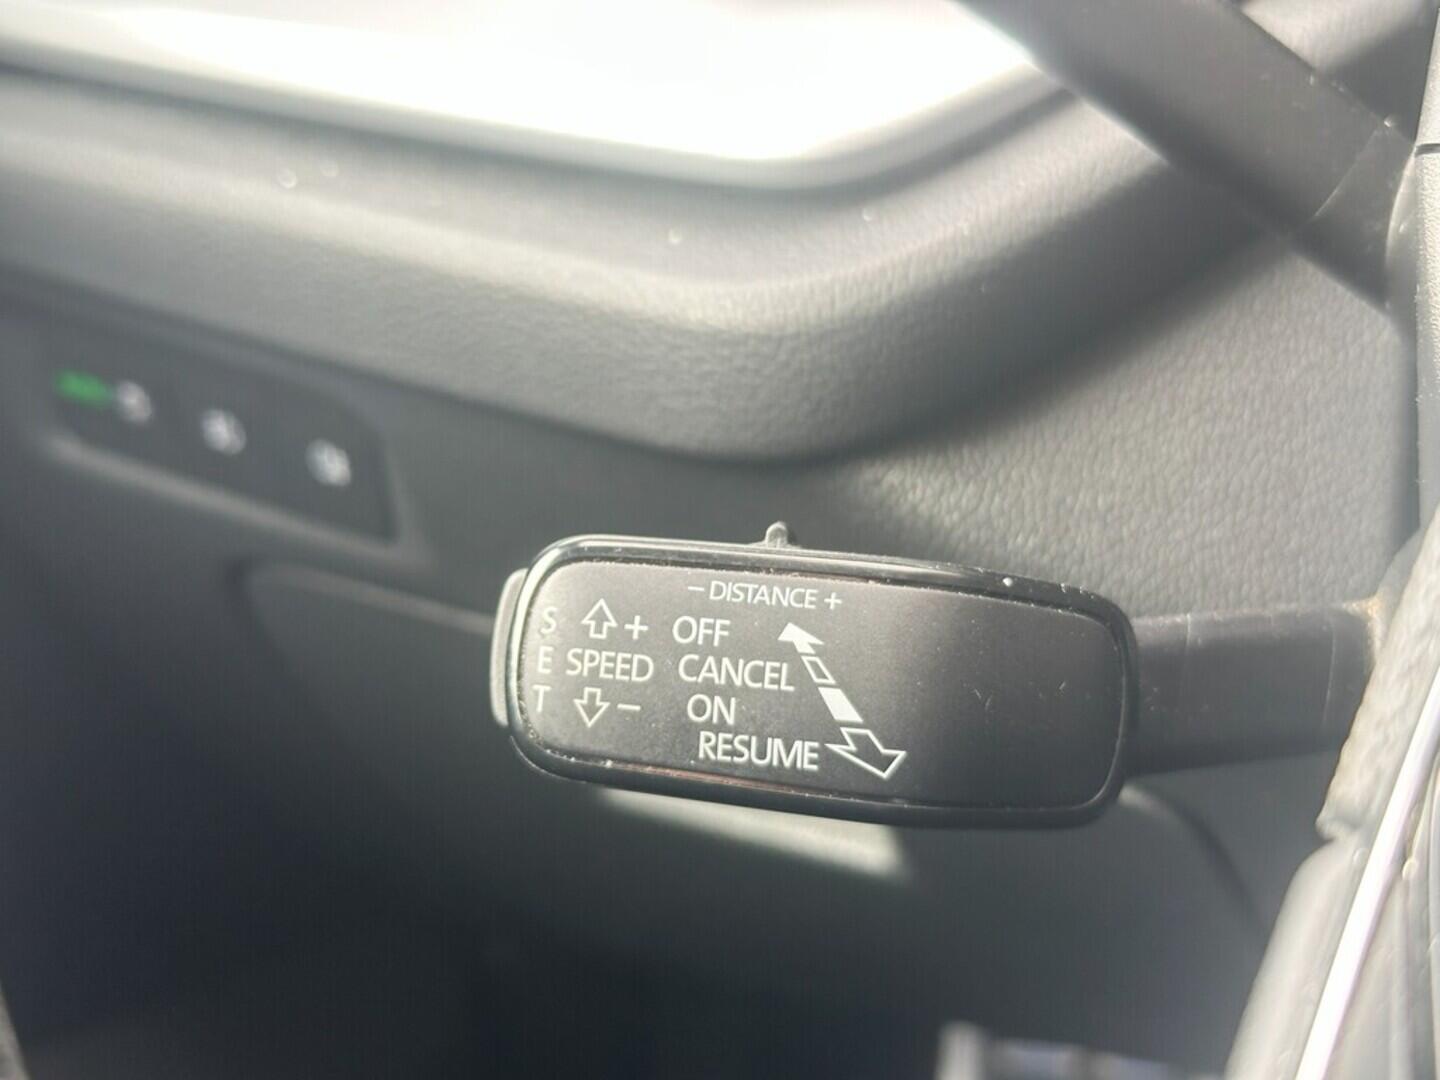 - DISTANCE +
S + OFF
E SPEED CANCEL
T - ON
RESUME